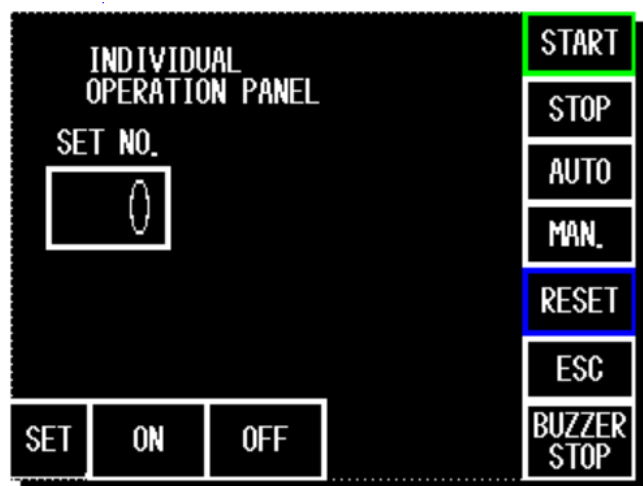 INDIVIDUAL
OPERATION PANEL
SET NO.
0
SET
ON
OFF
START
STOP
AUTO
MAN.
RESET
ESC
BUZZER
STOP